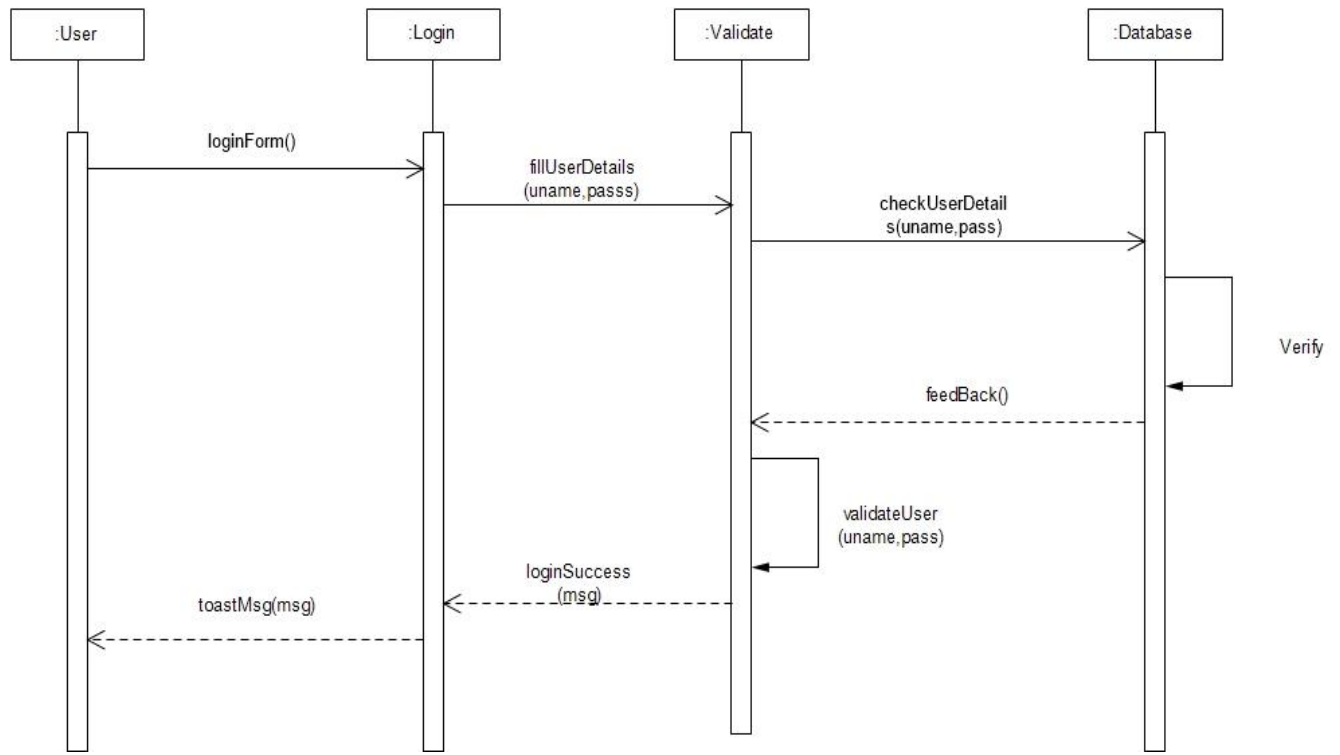 :User
:Login
:Validate
:Database
loginForm()
fillUserDetails
(uname,passs)
checkUserDetail
s(uname,pass)
Verify
feedBack()
validateUser
(uname,pass)
loginSuccess
(msg)
toastMsg(msg)